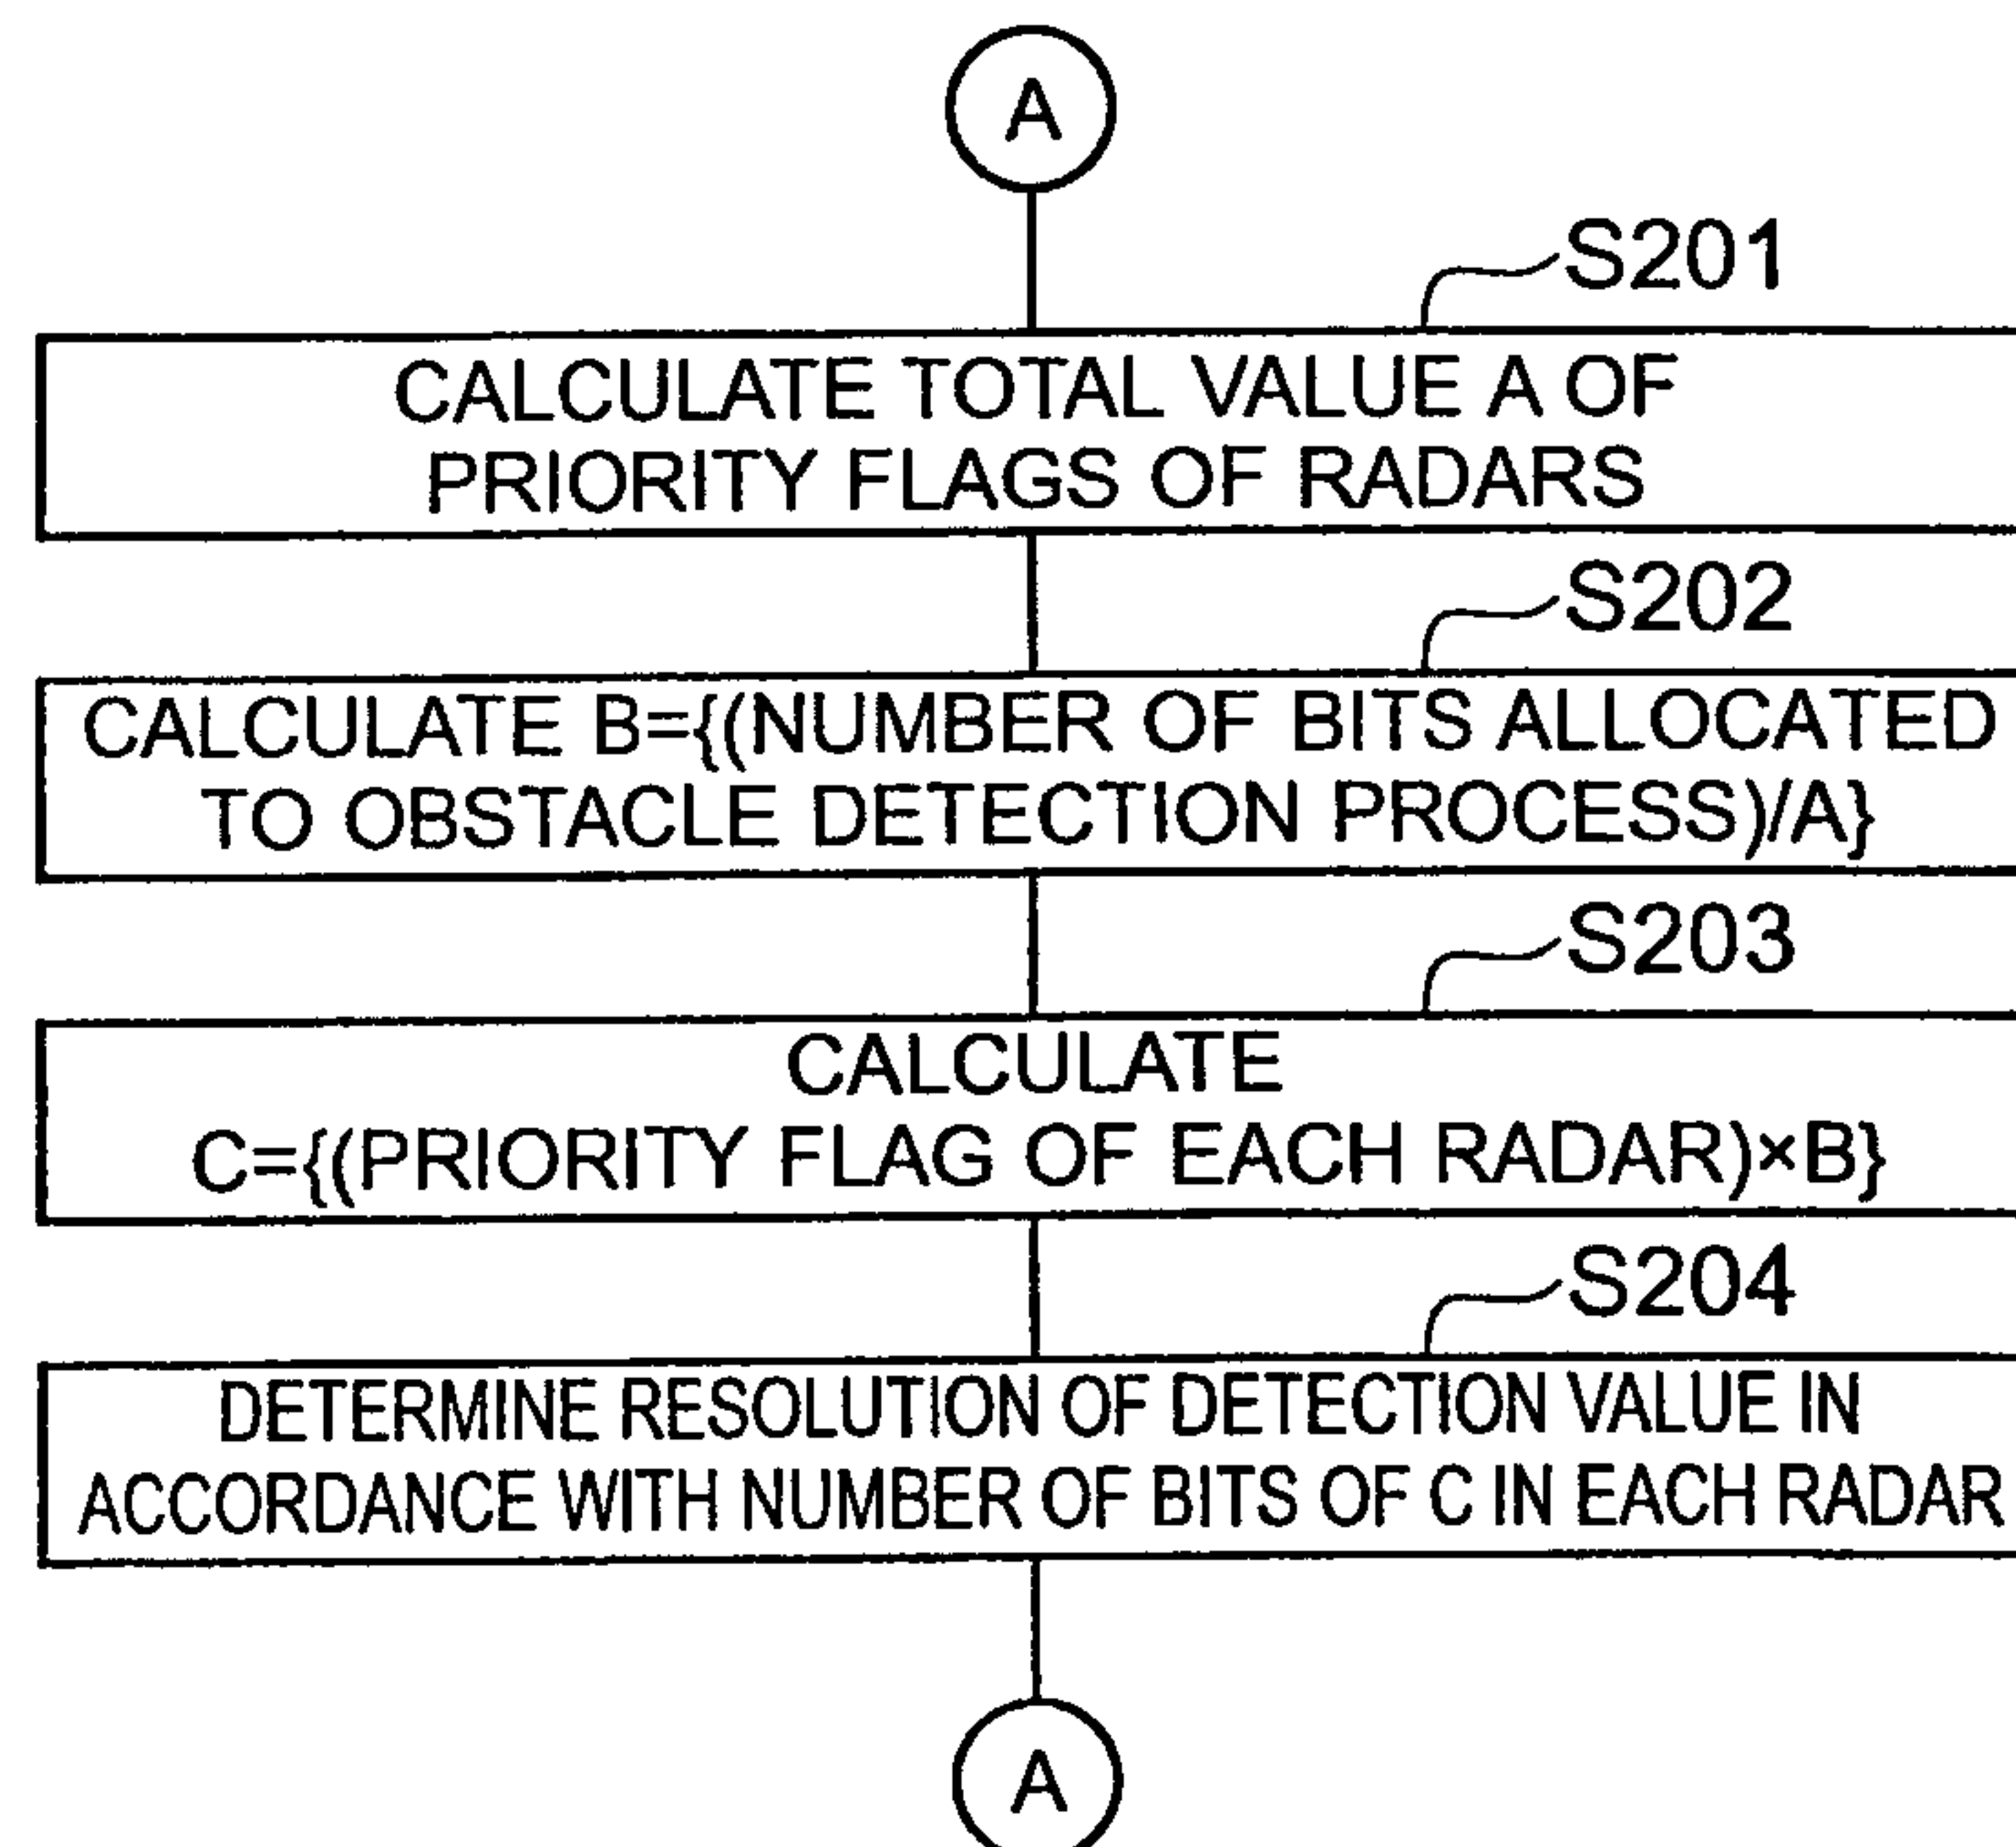 A
S201
CALCULATE TOTAL VALUE A OF
PRIORITY FLAGS OF RADARS
S202
CALCULATE B={(NUMBER OF BITS ALLOCATED
TO OBSTACLE DETECTION PROCESS)/A}
S203
CALCULATE
C={(PRIORITY FLAG OF EACH RADAR)×B}
S204
DETERMINE RESOLUTION OF DETECTION VALUE IN
ACCORDANCE WITH NUMBER OF BITS OF C IN EACH RADAR
A